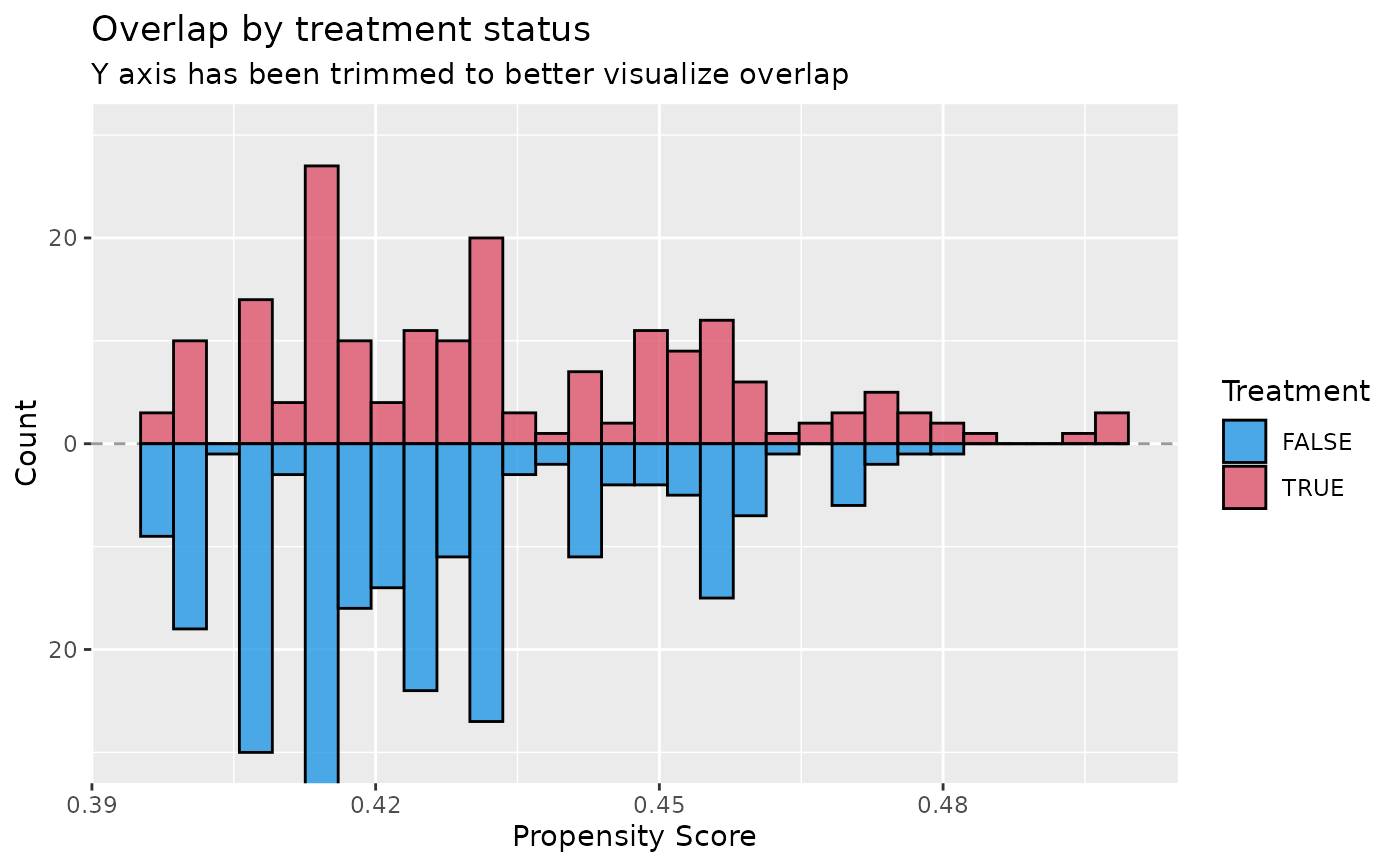 Overlap by treatment status
Y axis has been trimmed to better visualize overlap
Count
20
0
20
0.39 0.42 0.45 0.48
Propensity Score
Treatment
FALSE
TRUE